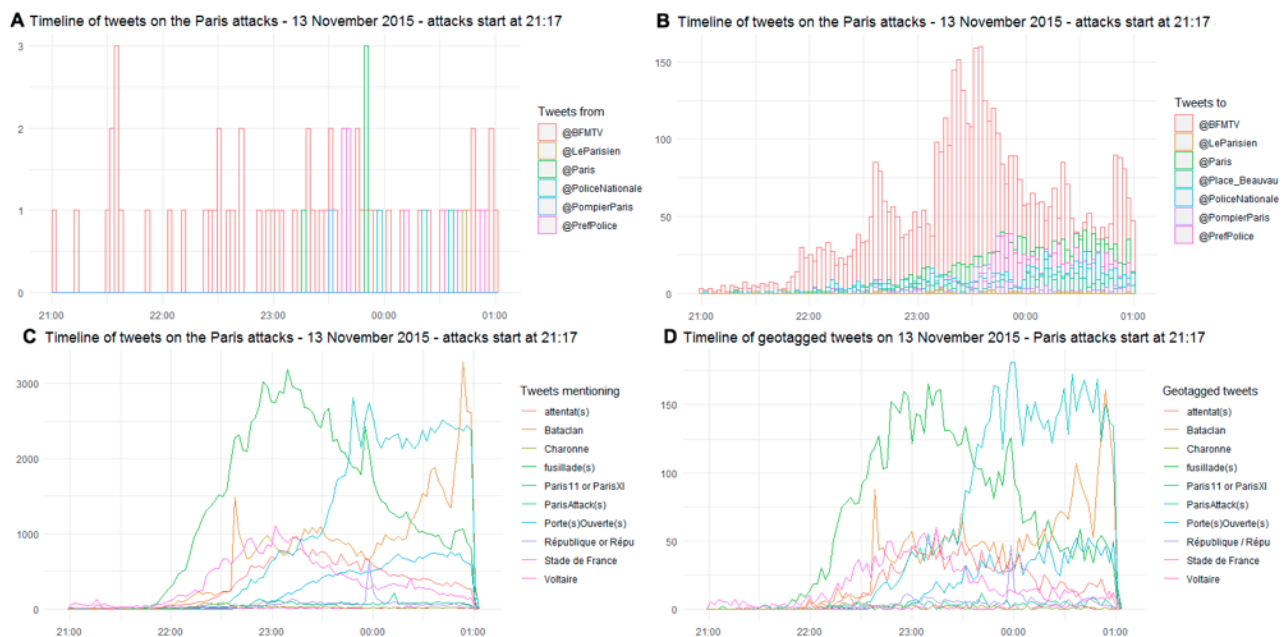 A Timeline of tweets on the Paris attacks - 13 November 2015 - attacks start at 21:17
3
2
1
0
21:00 22:00 23:00 00:00 01:00
Tweets from
@BFMTV
@LeParisien
@Paris
@PoliceNationale
@PompierParis
@PrefPolice
B Timeline of tweets on the Paris attacks - 13 November 2015 - attacks start at 21:17
150
100
50
0
21:00 22:00 23:00 00:00 01:00
Tweets to
@BFMTV
@LeParisien
@Paris
@Place_Beauvau
@PoliceNationale
@PompierParis
@PrefPolice
C Timeline of tweets on the Paris attacks - 13 November 2015 - attacks start at 21:17
3000
2000
1000
0
21:00 22:00 23:00 00:00 01:00
Tweets mentioning
attentat(s)
Bataclan
Charonne
fusillade(s)
Paris11 or ParisXI
ParisAttack(s)
Porte(s)Ouverte(s)
République or Répu
Stade de France
Voltaire
D Timeline of geotagged tweets on 13 November 2015 - Paris attacks start at 21:17
150
100
50
0
21:00 22:00 23:00 00:00 01:00
Geotagged tweets
attentat(s)
Bataclan
Charonne
fusillade(s)
Paris11 or ParisXI
ParisAttack(s)
Porte(s)Ouverte(s)
République / Répu
Stade de France
Voltaire